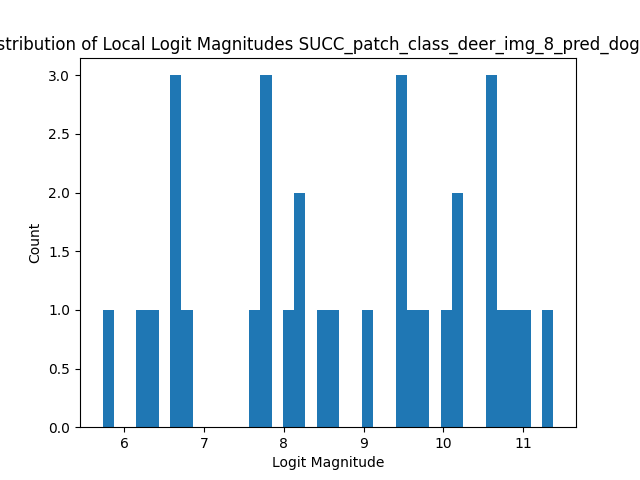 stribution of Local Logit Magnitudes SUCC_patch_class_deer_img_8_pred_dog
3.0
2.5
2.0
1.5
1.0
0.5
0.0
Count
6 7 8 9 10 11
Logit Magnitude